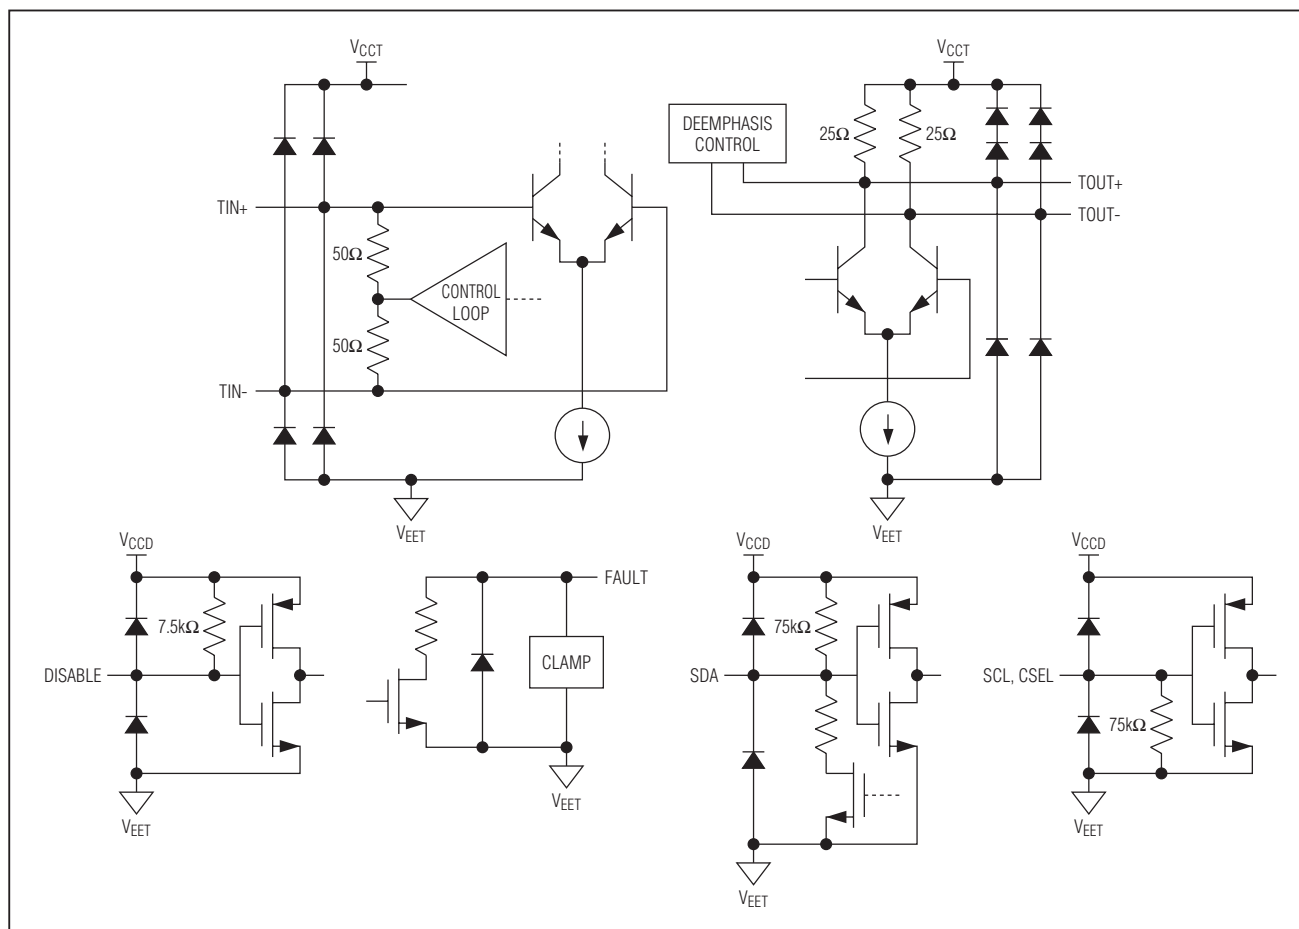 VCCT
VCCT
DEEMPHASIS
CONTROL
25Ω
25Ω
TOUT+
TOUT-
TIN+
50Ω
CONTROL
LOOP
50Ω
TIN-
VEET
VEET
VCCD
7.5kΩ
DISABLE
VEET
FAULT
CLAMP
VEET
VCCD
75kΩ
SDA
VEET
VCCD
SCL, CSEL
75kΩ
VEET